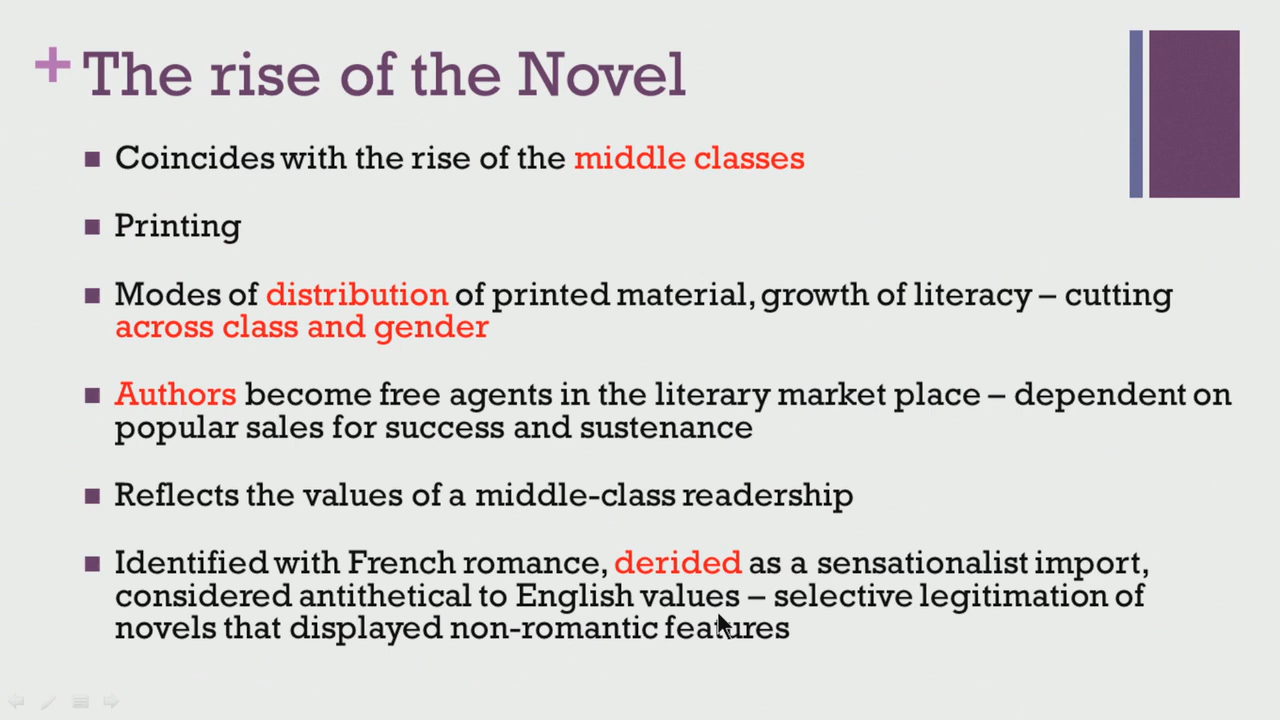 The rise of the Novel
Coincides with the rise of the middle classes
Printing
Modes of distribution of printed material, growth of literacy – cutting
across class and gender
Authors become free agents in the literary market place – dependent on
popular sales for success and sustenance
Reflects the values of a middle-class readership
Identified with French romance, derided as a sensationalist import,
considered antithetical to English values – selective legitimation of
novels that displayed non-romantic features